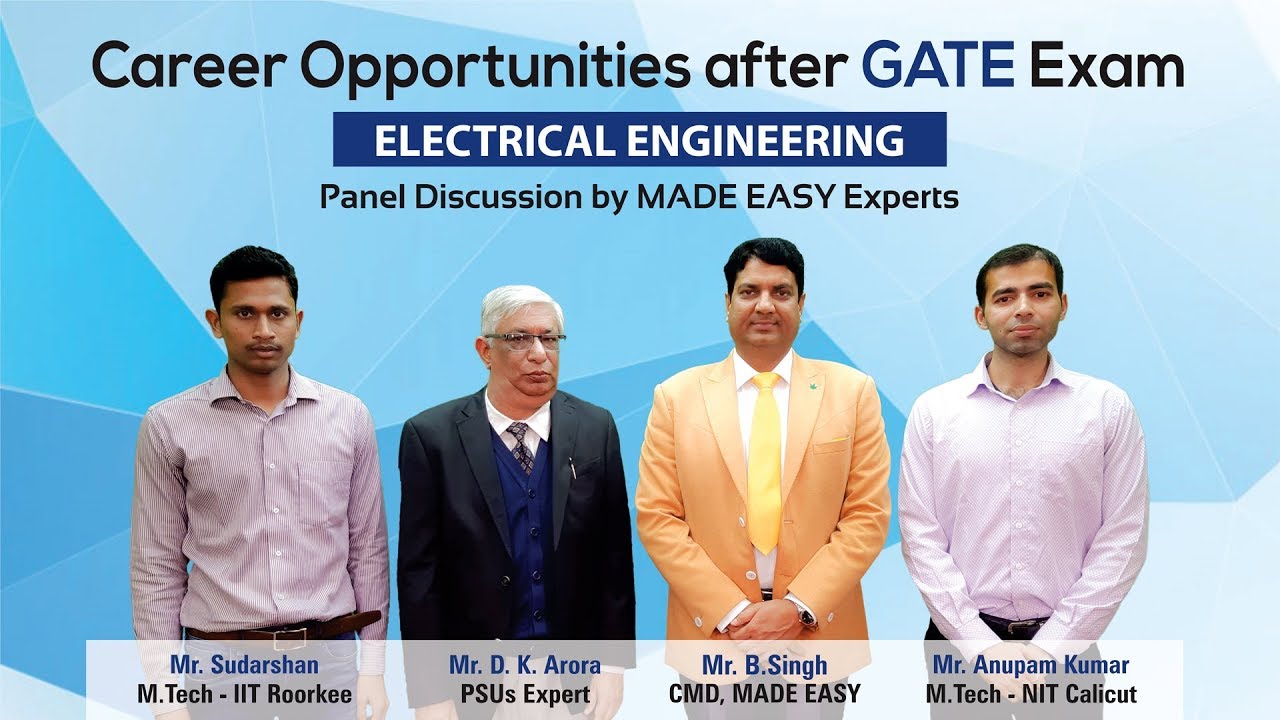 Career Opportunities after GATE Exam
ELECTRICAL ENGINEERING
Panel Discussion by MADE EASY Experts
Mr. Sudarshan
M.Tech - IIT Roorkee
Mr. D. K. Arora
PSUs Expert
Mr. B.Singh
CMD, MADE EASY
Mr. Anupam Kumar
M.Tech - NIT Calicut